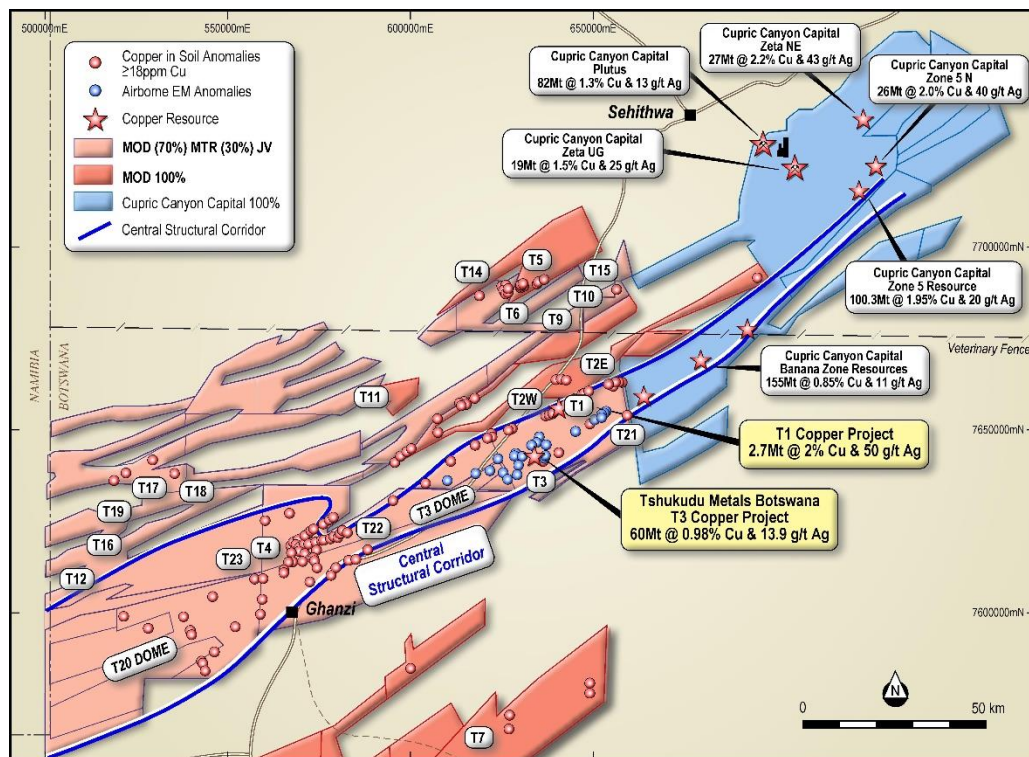 500000mE
550000mE
600000mE
650000mE
Copper in Soil Anomalies
≥18ppm Cu
Airborne EM Anomalies
Copper Resource
MOD (70%) MTR (30%) JV
MOD 100%
Cupric Canyon Capital 100%
Central Structural Corridor
Cupric Canyon Capital
Zeta NE
27Mt @ 2.2% Cu & 43 g/t Ag
Cupric Canyon Capital
Plutus
82Mt @ 1.3% Cu & 13 g/t Ag
Cupric Canyon Capital
Zone 5 N
26Mt @ 2.0% Cu & 40 g/t Ag
Sehithwa
Cupric Canyon Capital
Zeta UG
19Mt @ 1.5% Cu & 25 g/t Ag
7700000mN
T14
T5
T15
T6
T10
T9
Cupric Canyon Capital
Zone 5 Resource
100.3Mt @ 1.95% Cu & 20 g/t Ag
NAMIBIA
BOTSWANA
Veterinary Fence
T2E
Cupric Canyon Capital
Banana Zone Resources
155Mt @ 0.85% Cu & 11 g/t Ag
T11
T2W
T1
T21
7650000mN
T1 Copper Project
2.7Mt @ 2% Cu & 50 g/t Ag
T17
T18
T3
T3 DOME
Tshukudu Metals Botswana
T3 Copper Project
60Mt @ 0.98% Cu & 13.9 g/t Ag
T19
T16
T22
T4
T23
T12
Central
Structural Corridor
Ghanzi
7600000mN
T20 DOME
N
T7
0
50 km